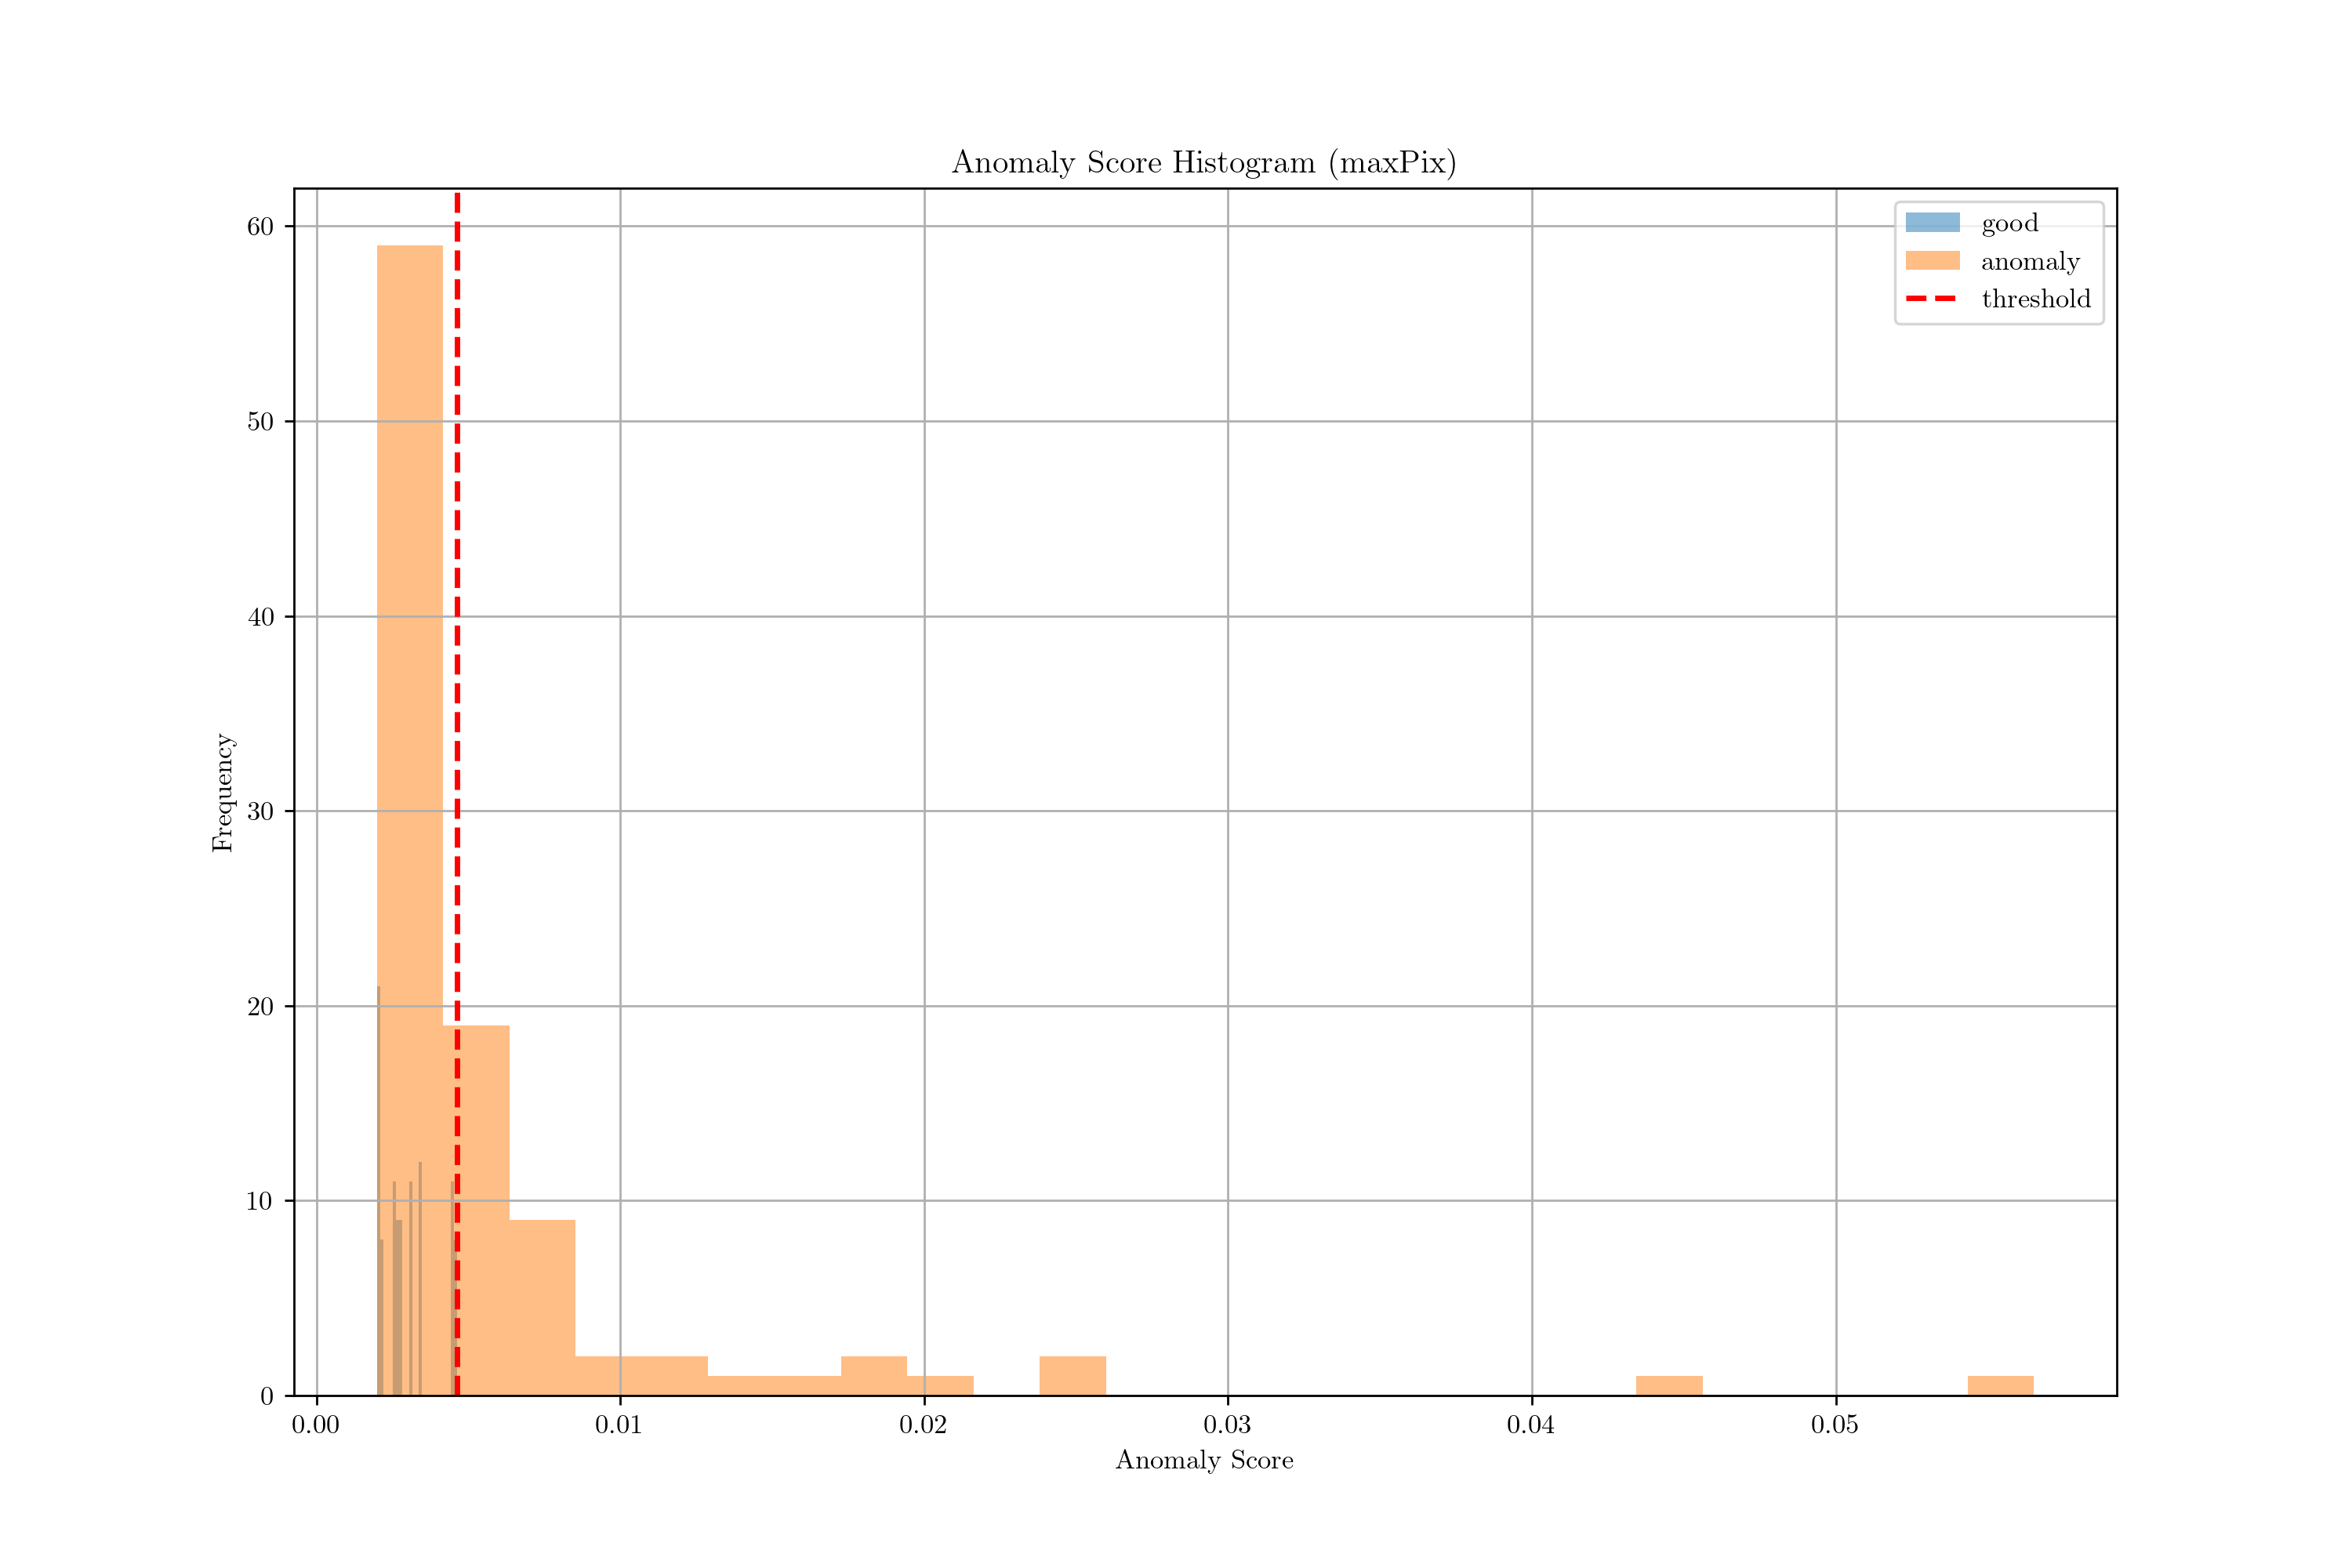 Anomaly Score Histogram (maxPix)
good
anomaly
threshold
60
50
40
30
20
10
0
Frequency
0.00 0.01 0.02 0.03 0.04 0.05
Anomaly Score